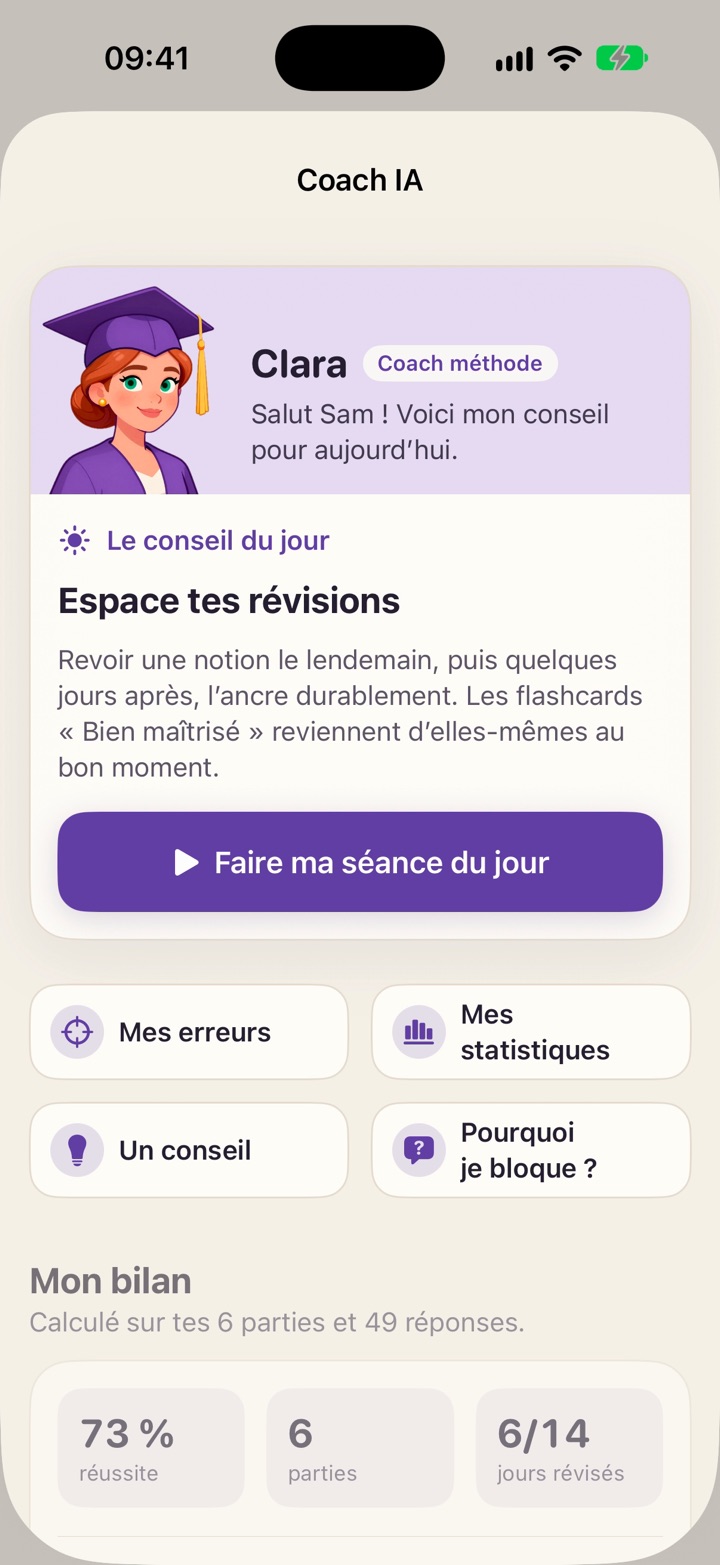 09:41
Coach IA
Clara
Coach méthode
Salut Sam ! Voici mon conseil
pour aujourd’hui.
Le conseil du jour
Espace tes révisions
Revoir une notion le lendemain, puis quelques
jours après, l’ancre durablement. Les flashcards
« Bien maîtrisé » reviennent d’elles-mêmes au
bon moment.
Faire ma séance du jour
Mes erreurs
Mes
statistiques
Un conseil
?
Pourquoi
je bloque ?
Mon bilan
Calculé sur tes 6 parties et 49 réponses.
73 %
réussite
6
parties
6/14
jours révisés